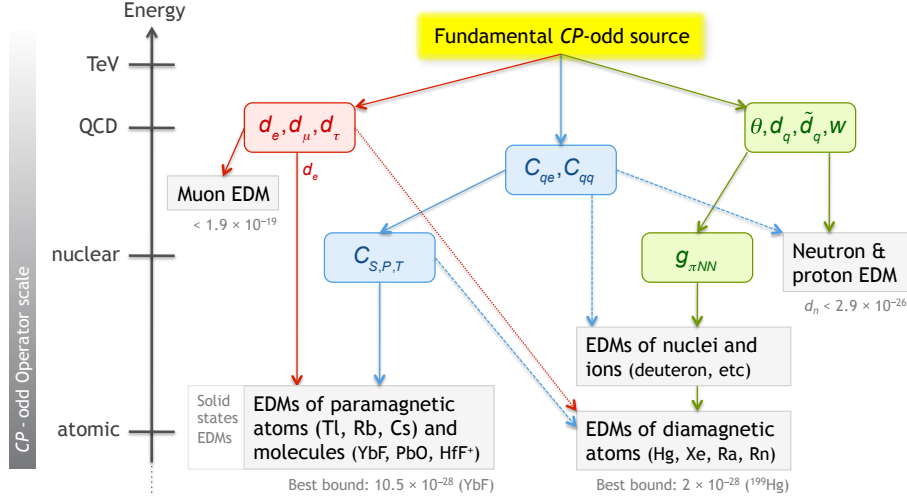 Energy
Fundamental CP-odd source
TeV
QCD
d_e, d_μ, d_τ
θ, d_q, d̃_q, w
d_e
C_qe, C_qq
Muon EDM
< 1.9 × 10⁻¹⁹
nuclear
C_S,P,T
g_πNN
Neutron &
proton EDM
d_n < 2.9 × 10⁻²⁶
CP - odd Operator scale
EDMs of nuclei and
ions (deuteron, etc)
Solid
states
EDMs
EDMs of paramagnetic
atoms (Tl, Rb, Cs) and
molecules (YbF, PbO, HfF⁺)
atomic
EDMs of diamagnetic
atoms (Hg, Xe, Ra, Rn)
Best bound: 10.5 × 10⁻²⁸ (YbF)
Best bound: 2 × 10⁻²⁸ (¹⁹⁹Hg)